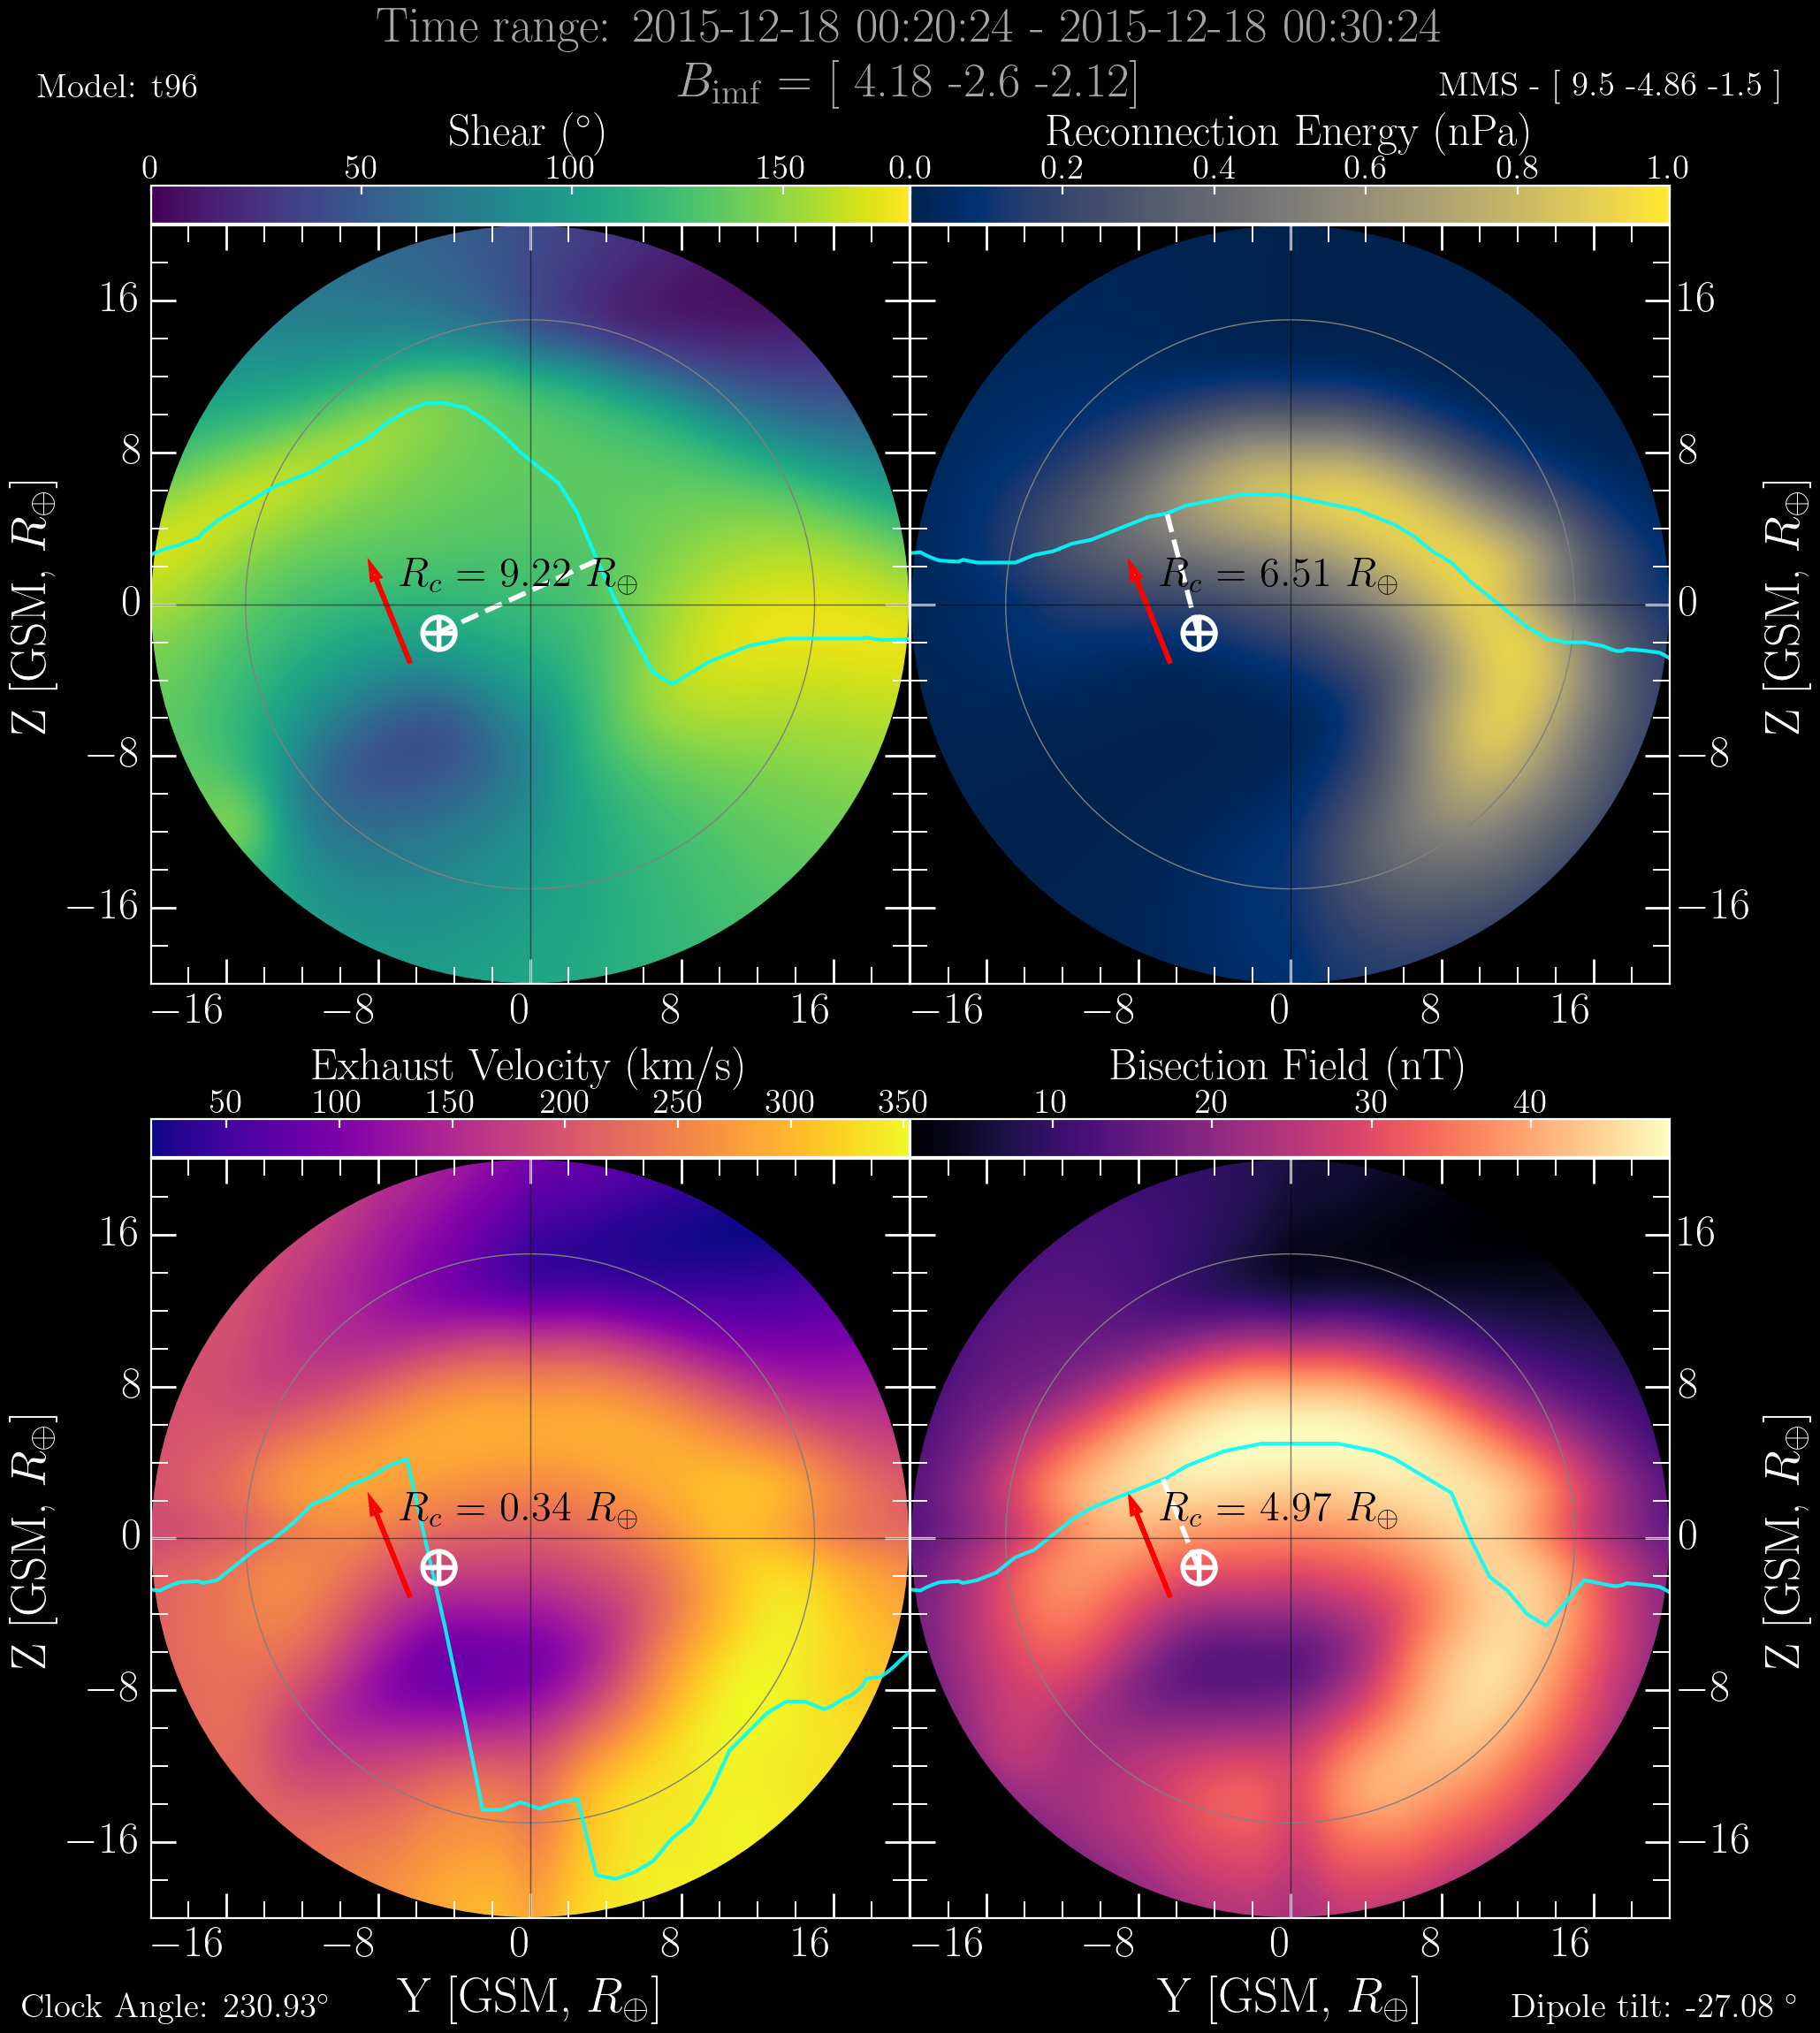 Time range: 2015-12-18 00:20:24 - 2015-12-18 00:30:24
Model: t96
B_imf = [ 4.18 -2.6 -2.12]
MMS - [ 9.5 -4.86 -1.5 ]
Shear (°)
Reconnection Energy (nPa)
0 50 100 150
0.0 0.2 0.4 0.6 0.8 1.0
16
8
0
−8
−16
Z [GSM, R⊕]
R_c = 9.22 R⊕
R_c = 6.51 R⊕
16
8
0
−8
−16
Z [GSM, R⊕]
−16 −8 0 8 16
−16 −8 0 8 16
Exhaust Velocity (km/s)
Bisection Field (nT)
50 100 150 200 250 300 350
10 20 30 40
16
8
0
−8
−16
Z [GSM, R⊕]
R_c = 0.34 R⊕
R_c = 4.97 R⊕
16
8
0
−8
−16
Z [GSM, R⊕]
−16 −8 0 8 16
−16 −8 0 8 16
Y [GSM, R⊕]
Y [GSM, R⊕]
Clock Angle: 230.93°
Dipole tilt: -27.08 °